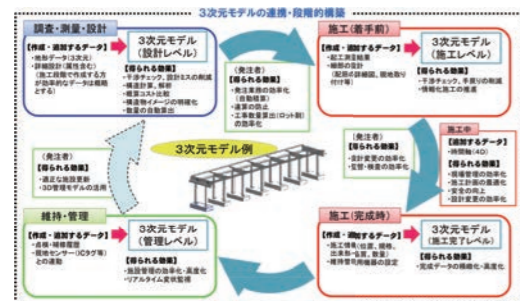 3次元モデルの連携・段階的構築
調査・測量・設計
3次元モデル
(設計レベル)
【作成・追加するデータ】
・地形データ(3次元)
・詳細設計(属性含む)
(施工段階で作成する方
が効率的なデータは概略
とする)
【得られる効果】
・干渉チェック、設計ミスの削減
・構造計算、解析
・概算コスト比較
・構造物イメージの明確化
・数量の自動算出
(発注者)
【得られる効果】
・発注業務の効率化
(自動積算)
・違算の防止
・工事数量算出(ロット割)
の効率化
施工(着手前)
3次元モデル
(施工レベル)
【作成・追加するデータ】
・起工測量結果
・細部の設計
(配筋の詳細図、現地取り
付け等)
【得られる効果】
・干渉チェック、手戻りの削減
・情報化施工の推進
(発注者)
【得られる効果】
・設計変更の効率化
・監督・検査の効率化
施工中
【追加するデータ】
・時間軸(4D)
【得られる効果】
・現場管理の効率化
・施工計画の最適化
・安全の向上
・設計変更の効率化
3次元モデル例
(発注者)
【得られる効果】
・適正な施設更新
・3D管理モデルの活用
維持・管理
3次元モデル
(管理レベル)
【作成・追加するデータ】
・点検・補修履歴
・現地センサー(ICタグ等)
との連動
【得られる効果】
・施設管理の効率化・高度化
・リアルタイム変状監視
施工(完成時)
3次元モデル
(施工完了レベル)
【作成・追加するデータ】
・施工情報(位置、規格、
出来形・品質、数量)
・維持管理用機器の設定
【得られる効果】
・完成データの精緻化・高度化